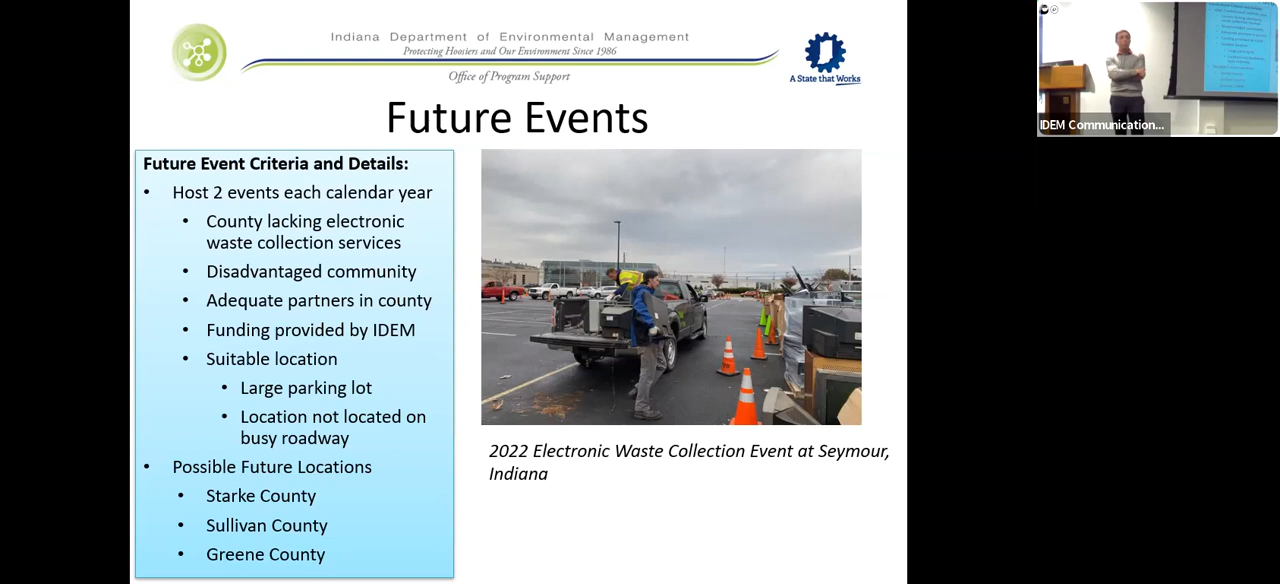 Indiana Department of Environmental Management
Protecting Hoosiers and Our Environment Since 1986
Office of Program Support
A State that Works
Future Events
Future Event Criteria and Details:
• Host 2 events each calendar year
• County lacking electronic
waste collection services
• Disadvantaged community
• Adequate partners in county
• Funding provided by IDEM
• Suitable location
• Large parking lot
• Location not located on
busy roadway
• Possible Future Locations
• Starke County
• Sullivan County
• Greene County
2022 Electronic Waste Collection Event at Seymour,
Indiana
IDEM Communication...